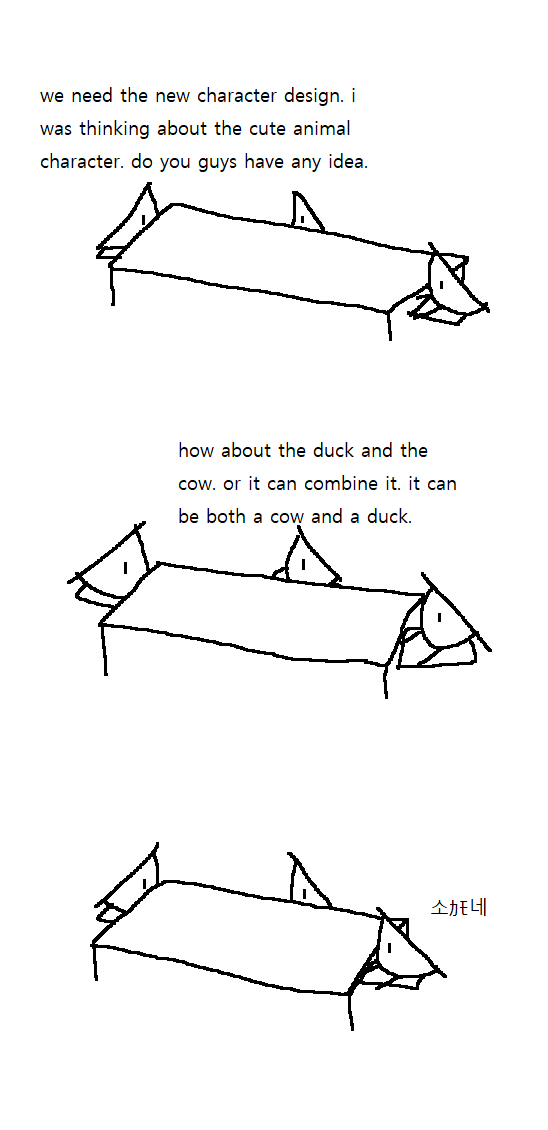 we need the new character design. i
was thinking about the cute animal
character. do you guys have any idea.
how about the duck and the
cow. or it can combine it. it can
be both a cow and a duck.
소ｶﾓ네